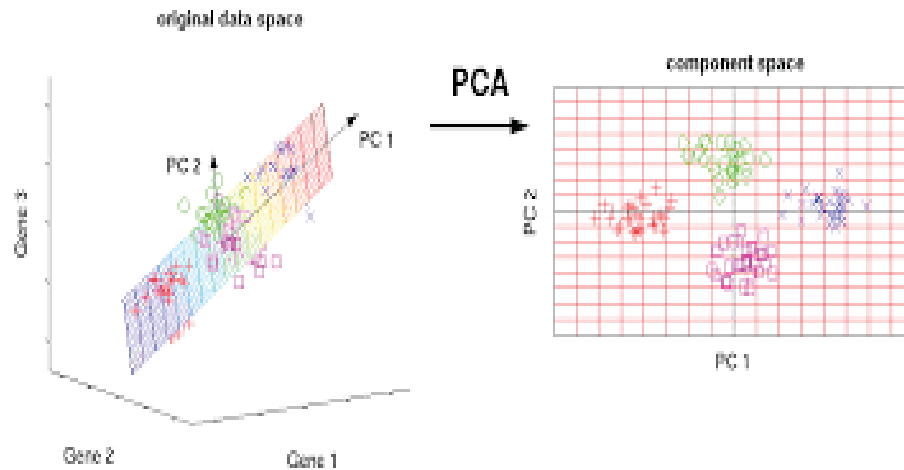 original data space
PCA
component space
PC 1
PC 2
Gene 3
PC 2
Gene 2
Gene 1
PC 1